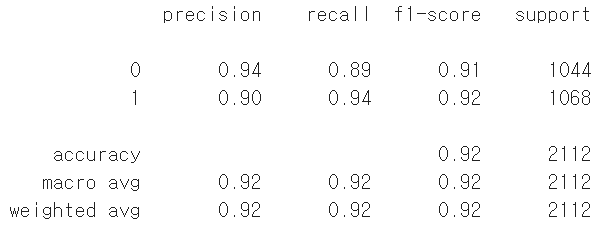 precision recall f1-score support
0 0.94 0.89 0.91 1044
1 0.90 0.94 0.92 1068
accuracy 0.92 2112
macro avg 0.92 0.92 0.92 2112
weighted avg 0.92 0.92 0.92 2112